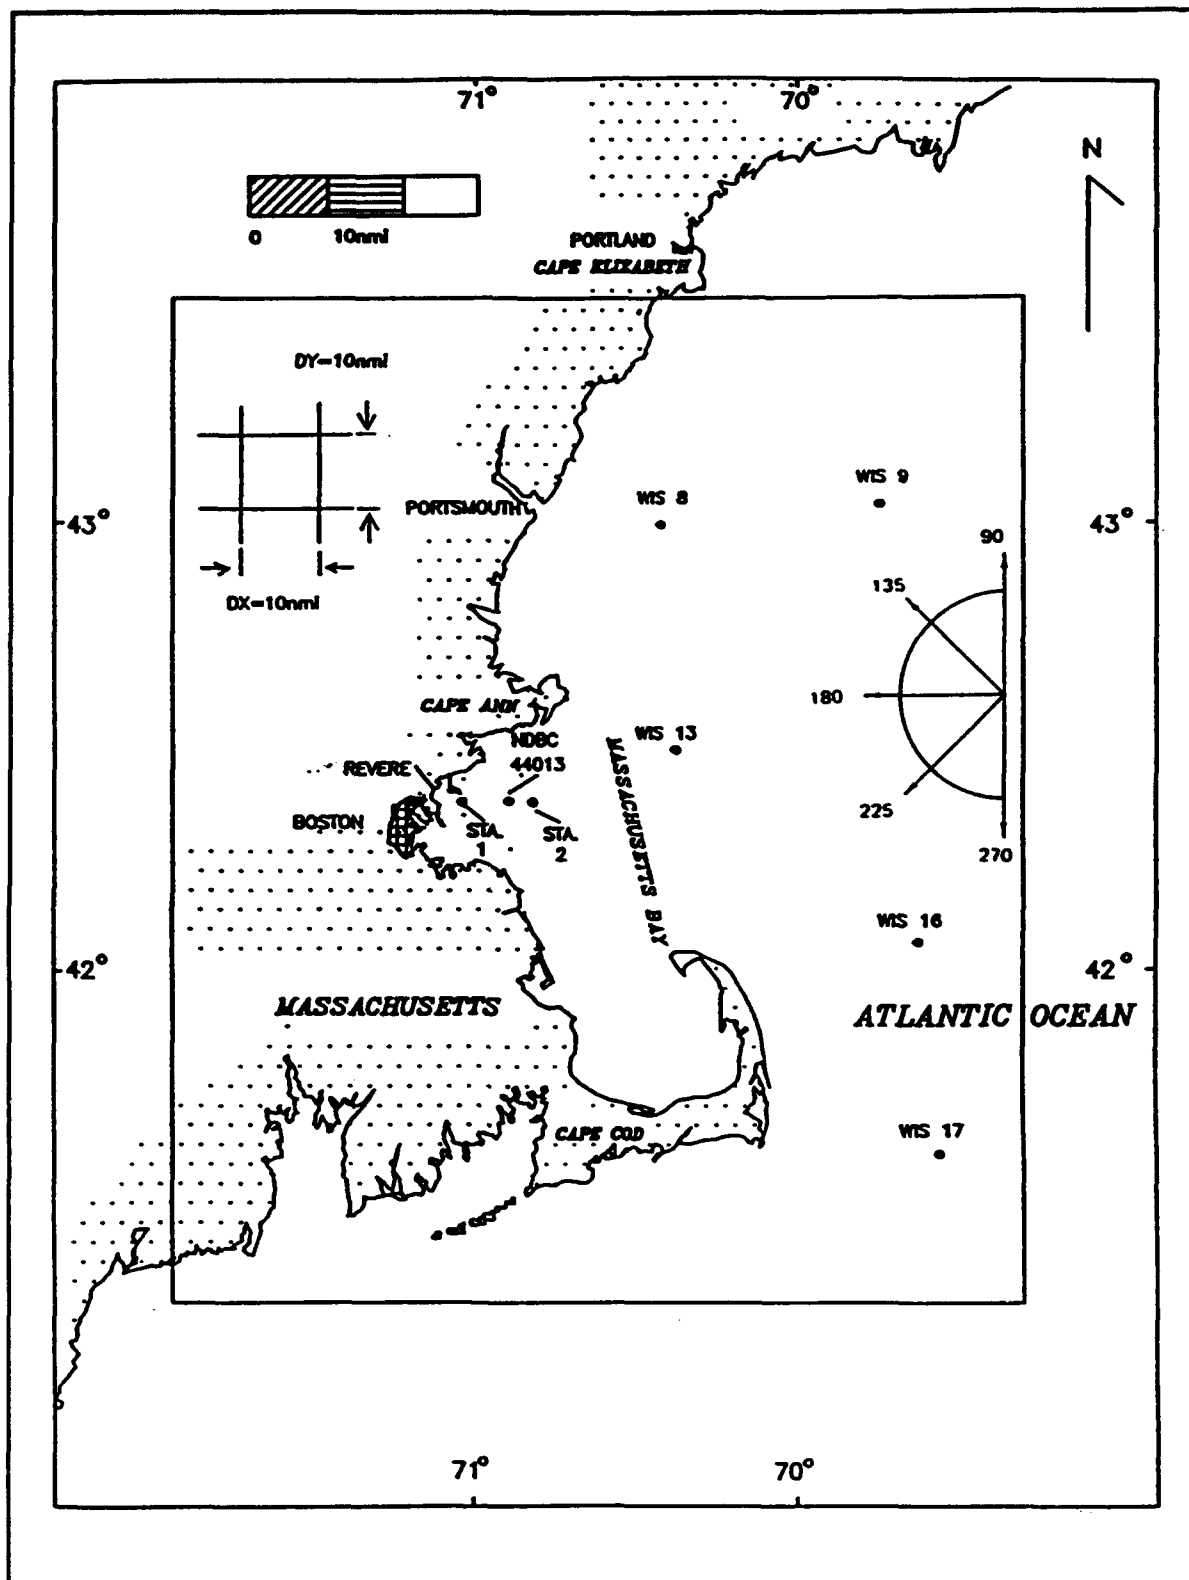 71°
70°
N
0
10nmi
PORTLAND
CAPE ELIZABETH
DY=10nmi
WIS 8
WIS 9
PORTSMOUTH
43°
43°
90
135
DX=10nmi
180
CAPE ANN
NDBC
44013
WIS 13
MASSACHUSETTS BAY
REVERE
BOSTON
STA.
1
STA.
2
225
270
WIS 16
42°
42°
MASSACHUSETTS
ATLANTIC OCEAN
CAPE COD
WIS 17
71°
70°